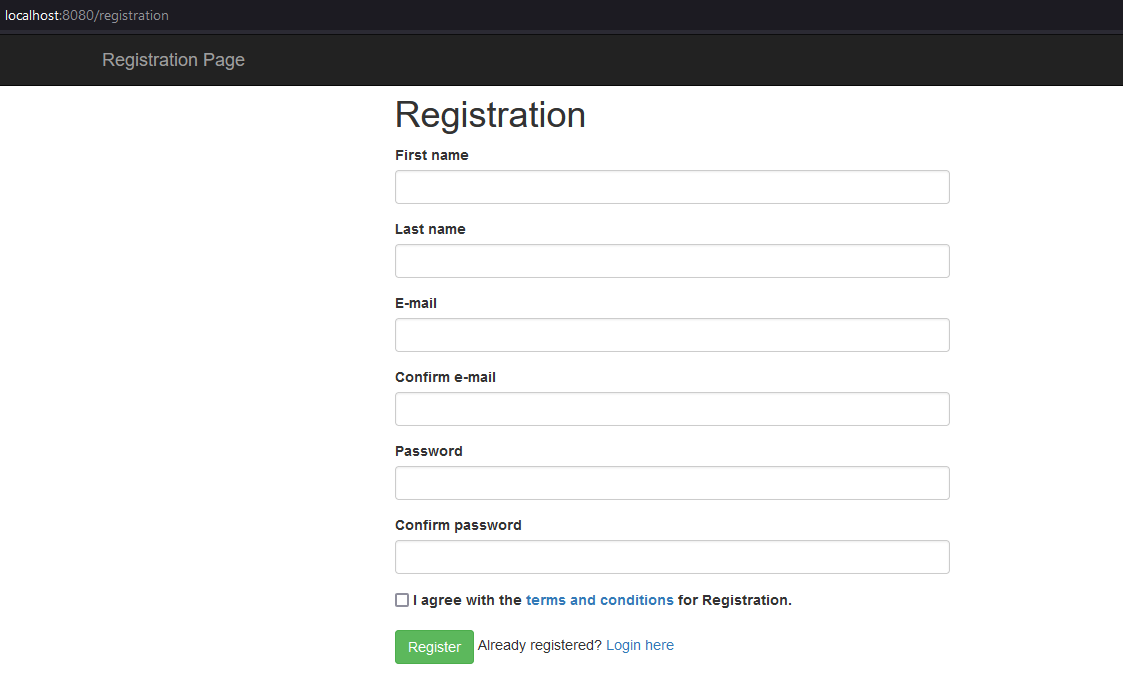 localhost:8080/registration
Registration Page
Registration
First name
Last name
E-mail
Confirm e-mail
Password
Confirm password
I agree with the terms and conditions for Registration.
Register Already registered? Login here